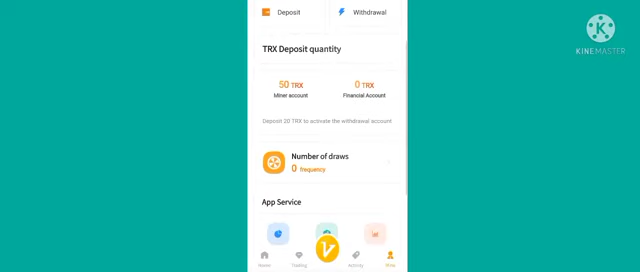 Deposit
Withdrawal
KINEMASTER
TRX Deposit quantity
50 TRX
0 TRX
Miner account
Financial Account
Deposit 20 TRX to activate the withdrawal account
Number of draws
0 frequency
App Service
Home
Trading
Activity
Mine